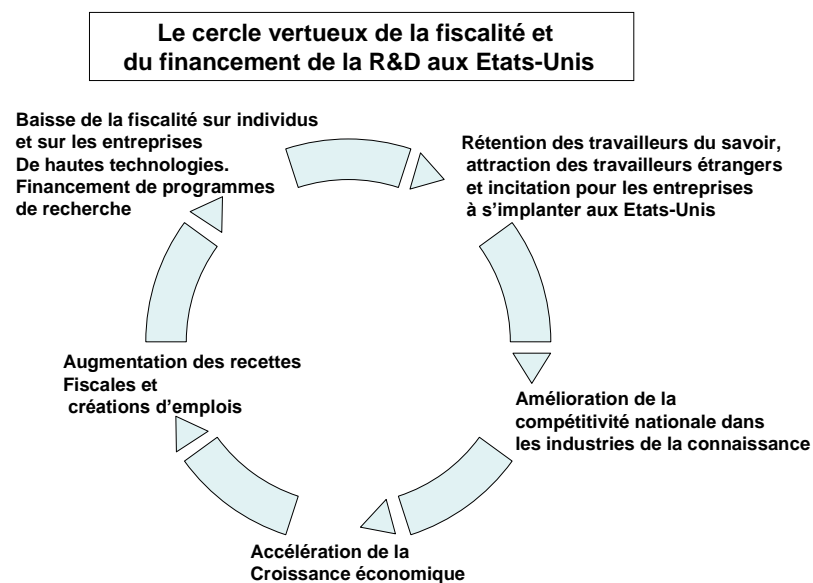 Le cercle vertueux de la fiscalité et
du financement de la R&D aux Etats-Unis
Baisse de la fiscalité sur individus
et sur les entreprises
De hautes technologies.
Financement de programmes
de recherche
Rétention des travailleurs du savoir,
attraction des travailleurs étrangers
et incitation pour les entreprises
à s'implanter aux Etats-Unis
Amélioration de la
compétitivité nationale dans
les industries de la connaissance
Accélération de la
Croissance économique
Augmentation des recettes
Fiscales et
créations d'emplois